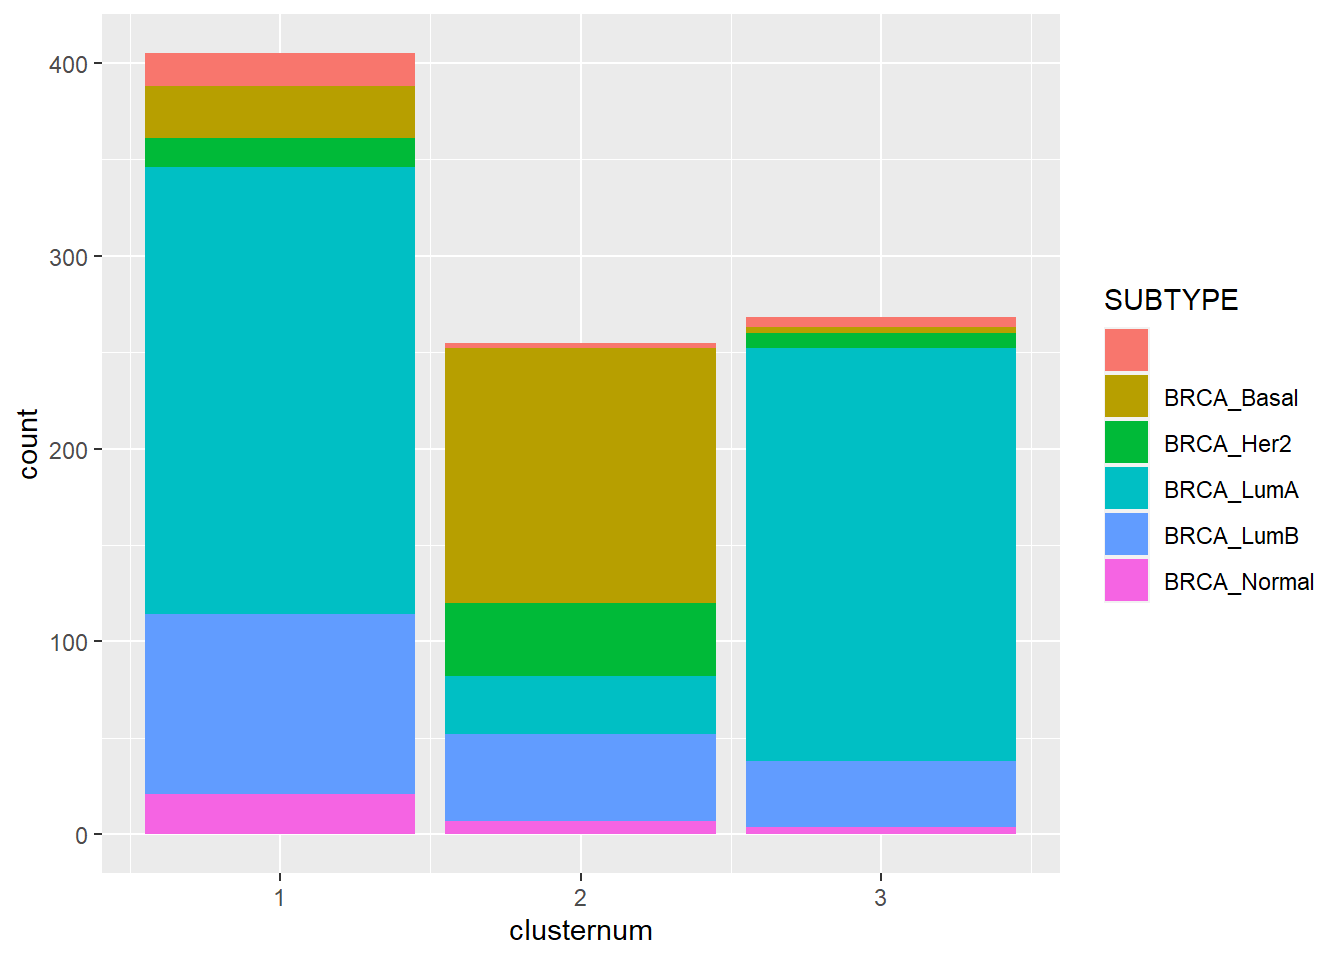 400
300
200
100
0
count
1
2
3
clusternum
SUBTYPE
BRCA_Basal
BRCA_Her2
BRCA_LumA
BRCA_LumB
BRCA_Normal